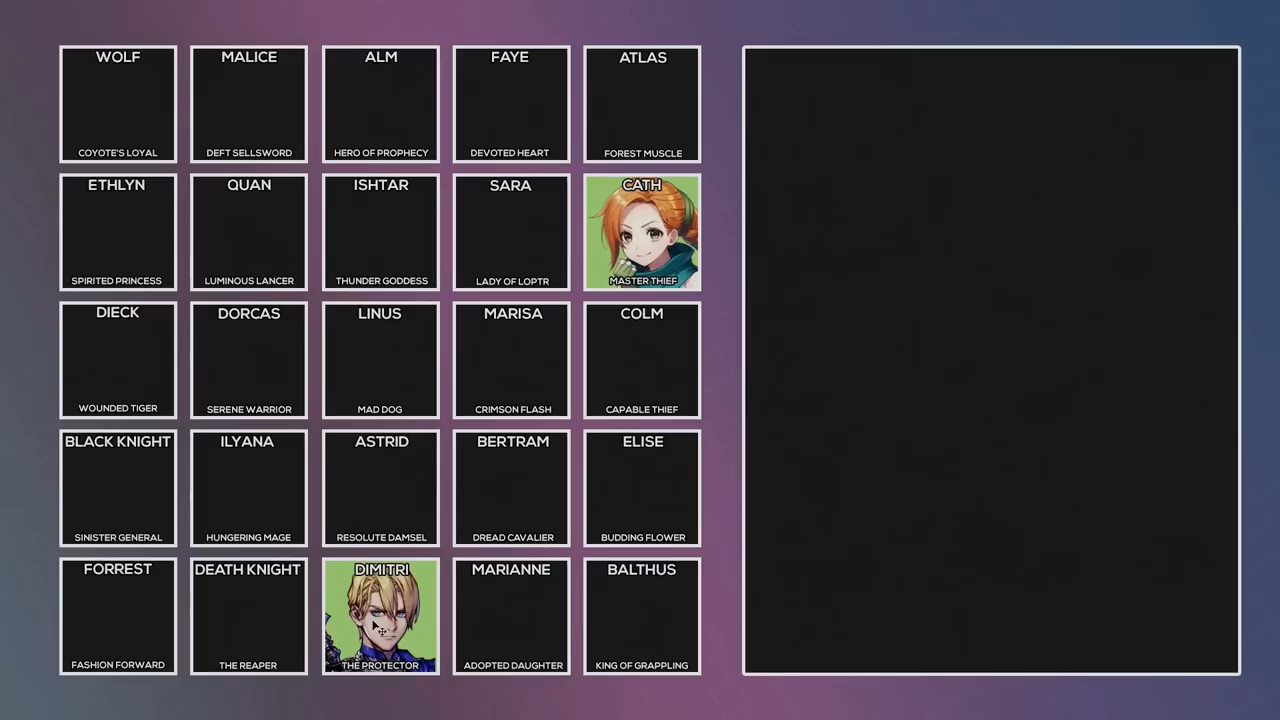 WOLF
COYOTE'S LOYAL
MALICE
DEFT SELLSWORD
ALM
HERO OF PROPHECY
FAYE
DEVOTED HEART
ATLAS
FOREST MUSCLE
ETHLYN
SPIRITED PRINCESS
QUAN
LUMINOUS LANCER
ISHTAR
THUNDER GODDESS
SARA
LADY OF LOPTR
CATH
MASTER THIEF
DIECK
WOUNDED TIGER
DORCAS
SERENE WARRIOR
LINUS
MAD DOG
MARISA
CRIMSON FLASH
COLM
CAPABLE THIEF
BLACK KNIGHT
SINISTER GENERAL
ILYANA
HUNGERING MAGE
ASTRID
RESOLUTE DAMSEL
BERTRAM
DREAD CAVALIER
ELISE
BUDDING FLOWER
FORREST
FASHION FORWARD
DEATH KNIGHT
THE REAPER
DIMITRI
THE PROTECTOR
MARIANNE
ADOPTED DAUGHTER
BALTHUS
KING OF GRAPPLING